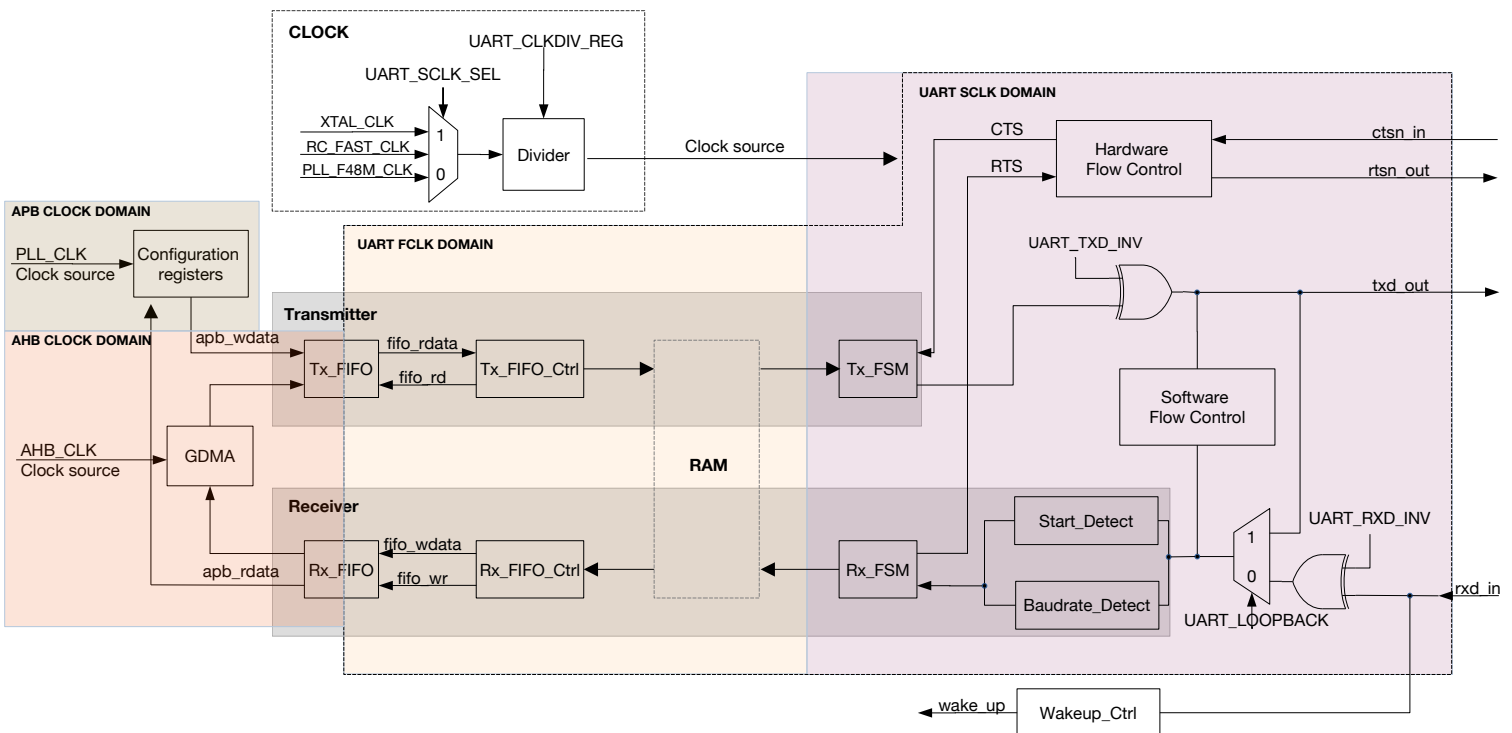 CLOCK
UART_CLKDIV_REG
UART_SCLK_SEL
XTAL_CLK
RC_FAST_CLK
PLL_F48M_CLK
1
0
Divider
Clock source
UART SCLK DOMAIN
CTS
RTS
Hardware
Flow Control
ctsn_in
rtsn_out
APB CLOCK DOMAIN
PLL_CLK
Clock source
Configuration
registers
UART FCLK DOMAIN
UART_TXD_INV
txd_out
Transmitter
AHB CLOCK DOMAIN
apb_wdata
Tx_FIFO
fifo_rdata
fifo_rd
Tx_FIFO_Ctrl
Tx_FSM
Software
Flow Control
AHB_CLK
Clock source
GDMA
RAM
Receiver
Start_Detect
UART_RXD_INV
1
0
apb_rdata
Rx_FIFO
fifo_wdata
fifo_wr
Rx_FIFO_Ctrl
Rx_FSM
Baudrate_Detect
rxd_in
UART_LOOPBACK
wake_up
Wakeup_Ctrl